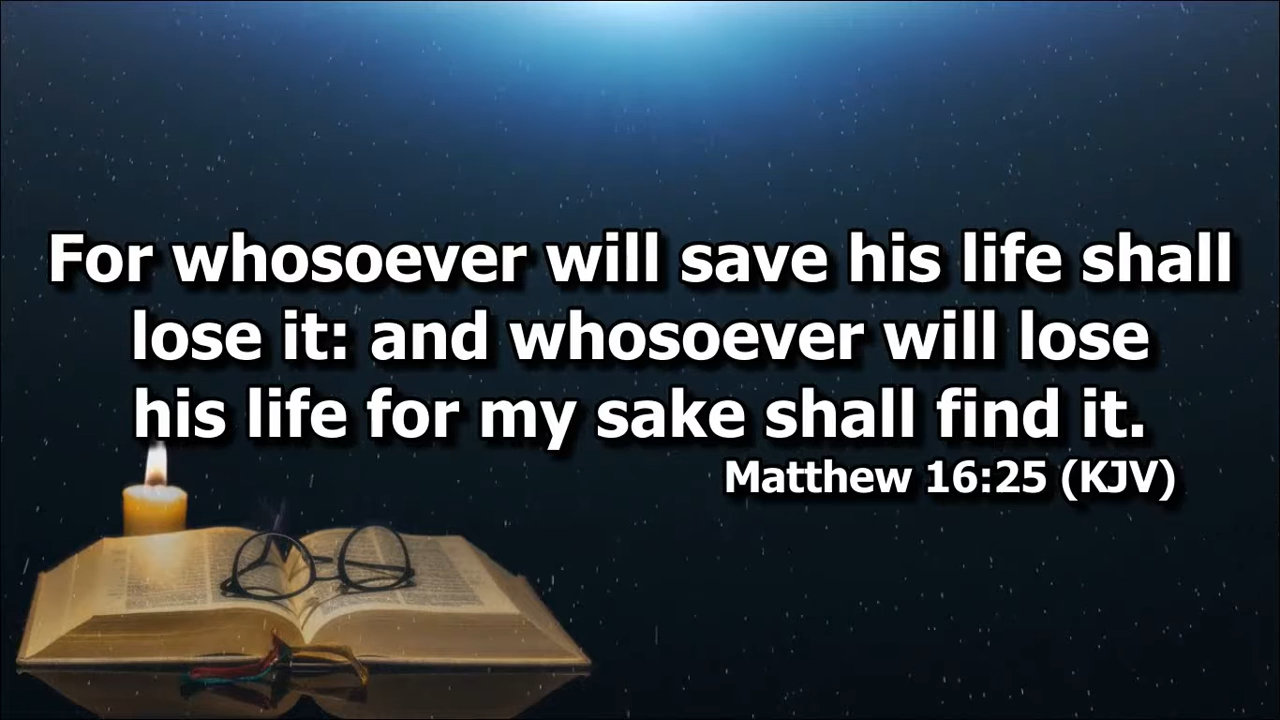 For whosoever will save his life shall
lose it: and whosoever will lose
his life for my sake shall find it.
Matthew 16:25 (KJV)